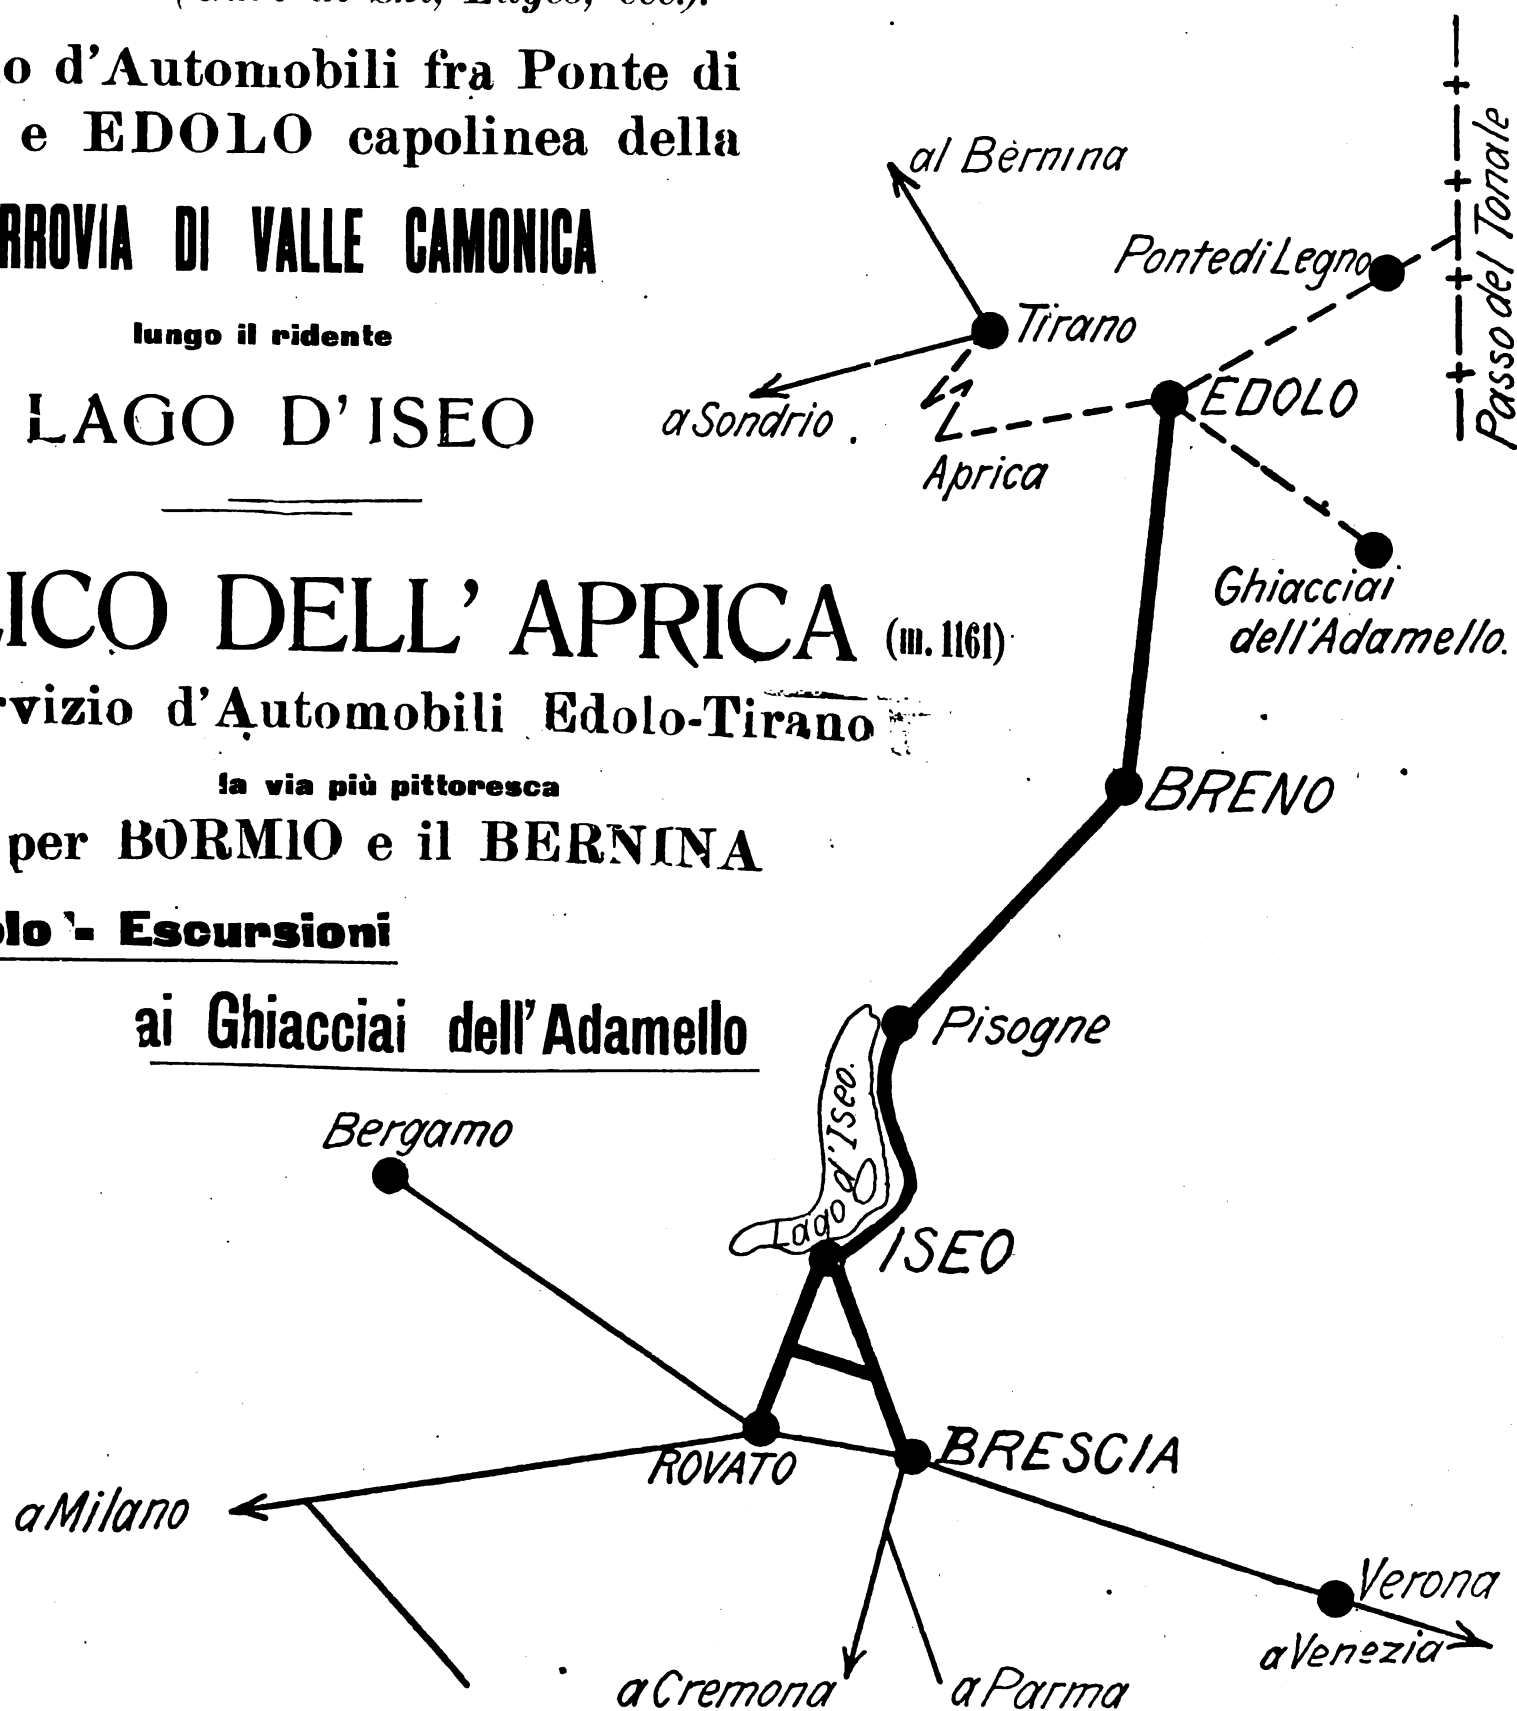 o d'Automobili fra Ponte di
e EDOLO capolinea della
RROVIA DI VALLE CAMONICA
lungo il ridente
LAGO D'ISEO
LICO DELL'APRICA (m. 1161)
rvizio d'Automobili Edolo-Tirano
la via più pittoresca
per BORMIO e il BERNINA
olo - Escursioni
ai Ghiacciai dell'Adamello
al Bernina
Passo del Tonale
Ponte di Legno
Tirano
EDOLO
a Sondrio.
Aprica
Ghiacciai
dell'Adamello.
BRENO
Pisogne
Lago d'Iseo.
Bergamo
ISEO
ROVATO
BRESCIA
a Milano
Verona
a Venezia
a Cremona
a Parma